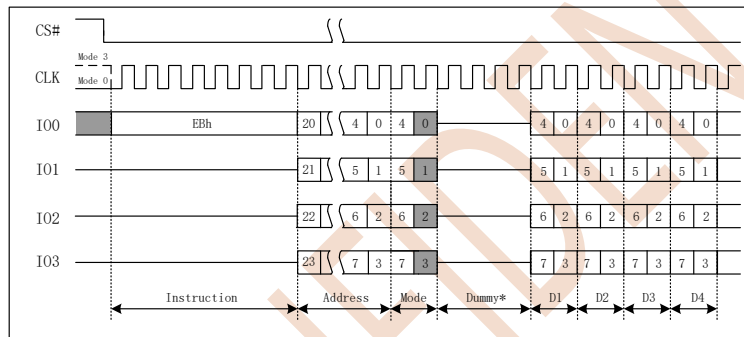 CS#
Mode 3
CLK
Mode 0
IO0 EBh 20 4 0 4 0 4 0 4 0 4 0 4 0
IO1 21 5 1 5 1 5 1 5 1 5 1 5 1
IO2 22 6 2 6 2 6 2 6 2 6 2 6 2
IO3 23 7 3 7 3 7 3 7 3 7 3 7 3
Instruction Address Mode Dummy* D1 D2 D3 D4